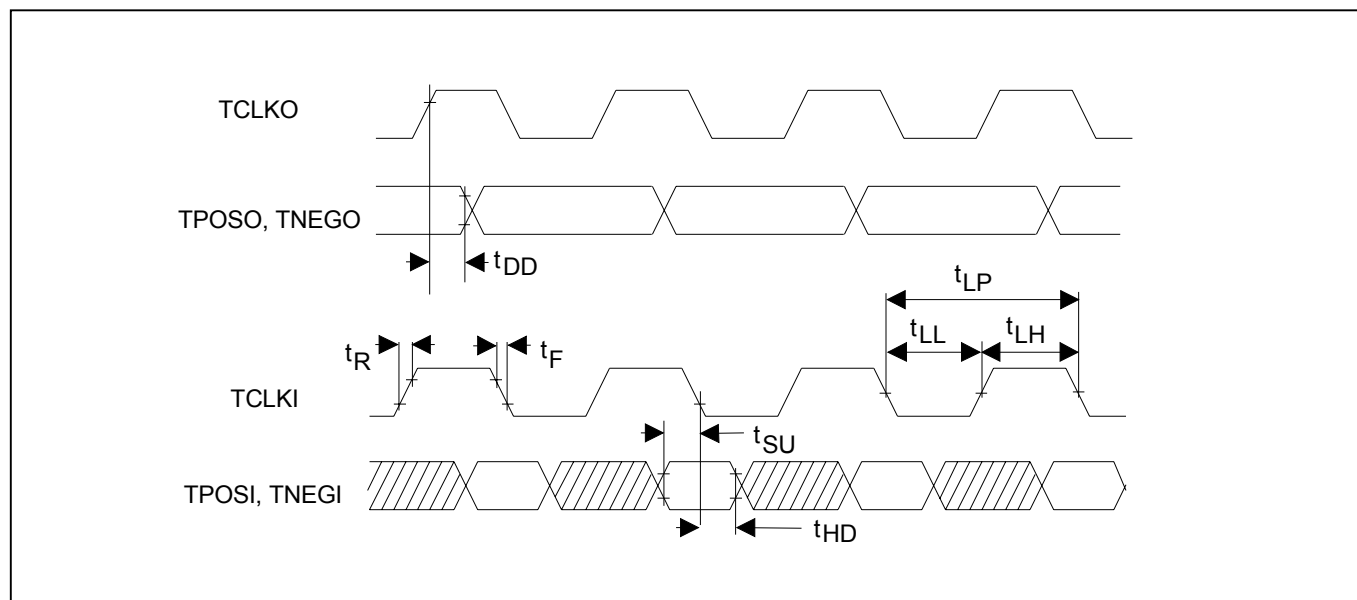 TCLKO
TPOSO, TNEGO
tDD
tLP
tLL
tLH
tR
tF
TCLKI
tSU
TPOSI, TNEGI
tHD